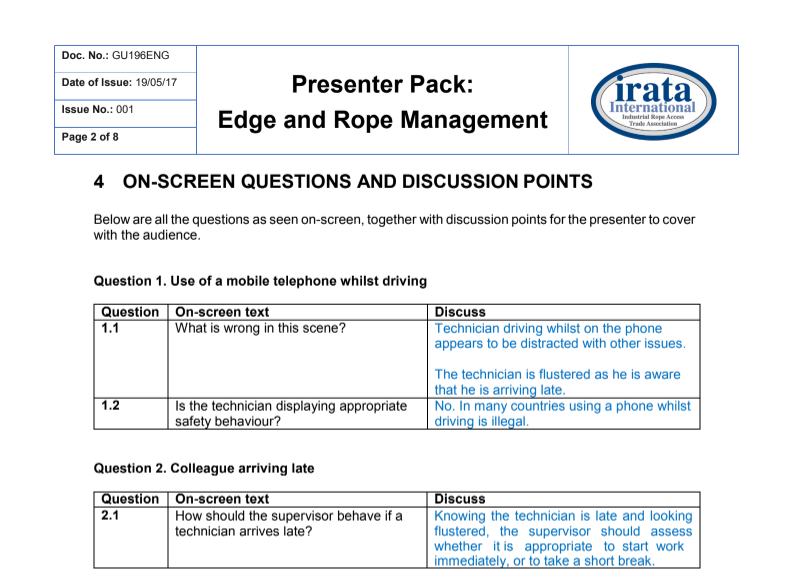 Doc. No.: GU196ENG
Date of Issue: 19/05/17
Issue No.: 001
Page 2 of 8
Presenter Pack:
Edge and Rope Management
irata
International
Industrial Rope Access
Trade Association
4 ON-SCREEN QUESTIONS AND DISCUSSION POINTS
Below are all the questions as seen on-screen, together with discussion points for the presenter to cover
with the audience.
Question 1. Use of a mobile telephone whilst driving
Question On-screen text Discuss
1.1 What is wrong in this scene? Technician driving whilst on the phone
appears to be distracted with other issues.
The technician is flustered as he is aware
that he is arriving late.
1.2 Is the technician displaying appropriate No. In many countries using a phone whilst
safety behaviour? driving is illegal.
Question 2. Colleague arriving late
Question On-screen text Discuss
2.1 How should the supervisor behave if a Knowing the technician is late and looking
technician arrives late? flustered, the supervisor should assess
whether it is appropriate to start work
immediately, or to take a short break.